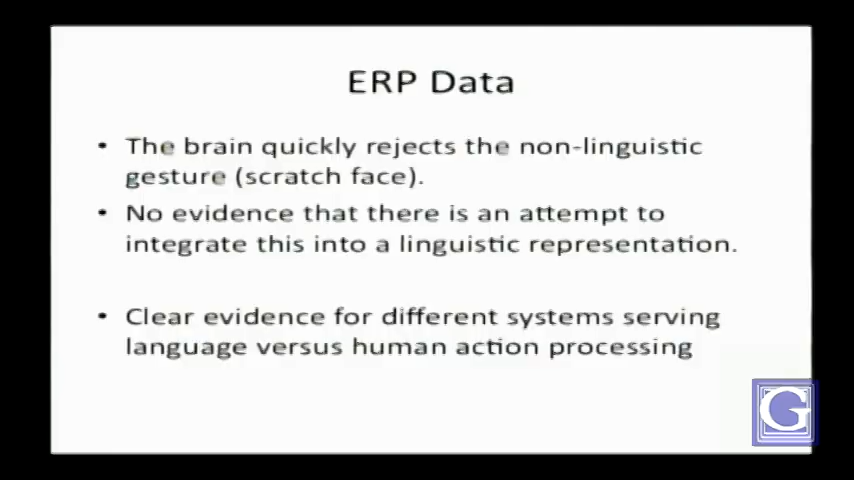 ERP Data
• The brain quickly rejects the non-linguistic
gesture (scratch face).
• No evidence that there is an attempt to
integrate this into a linguistic representation.
• Clear evidence for different systems serving
language versus human action processing
G